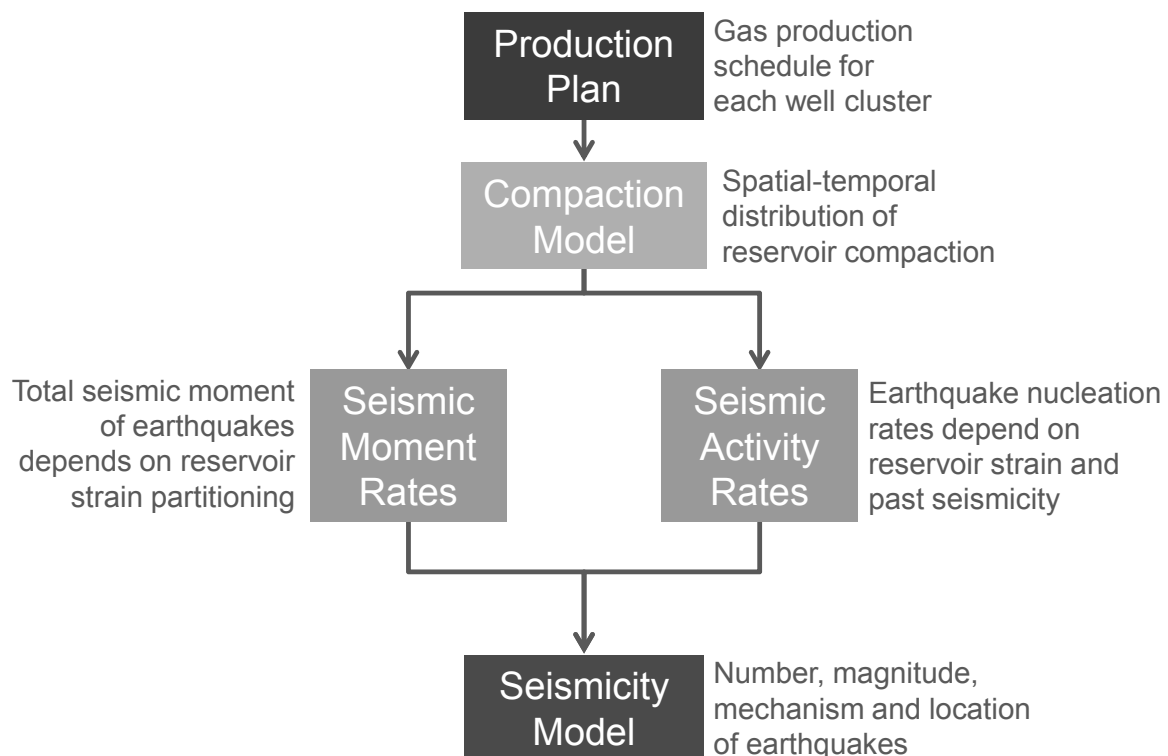 Production
Plan
Gas production
schedule for
each well cluster
Compaction
Model
Spatial-temporal
distribution of
reservoir compaction
Total seismic moment
of earthquakes
depends on reservoir
strain partitioning
Seismic
Moment
Rates
Seismic
Activity
Rates
Earthquake nucleation
rates depend on
reservoir strain and
past seismicity
Seismicity
Model
Number, magnitude,
mechanism and location
of earthquakes